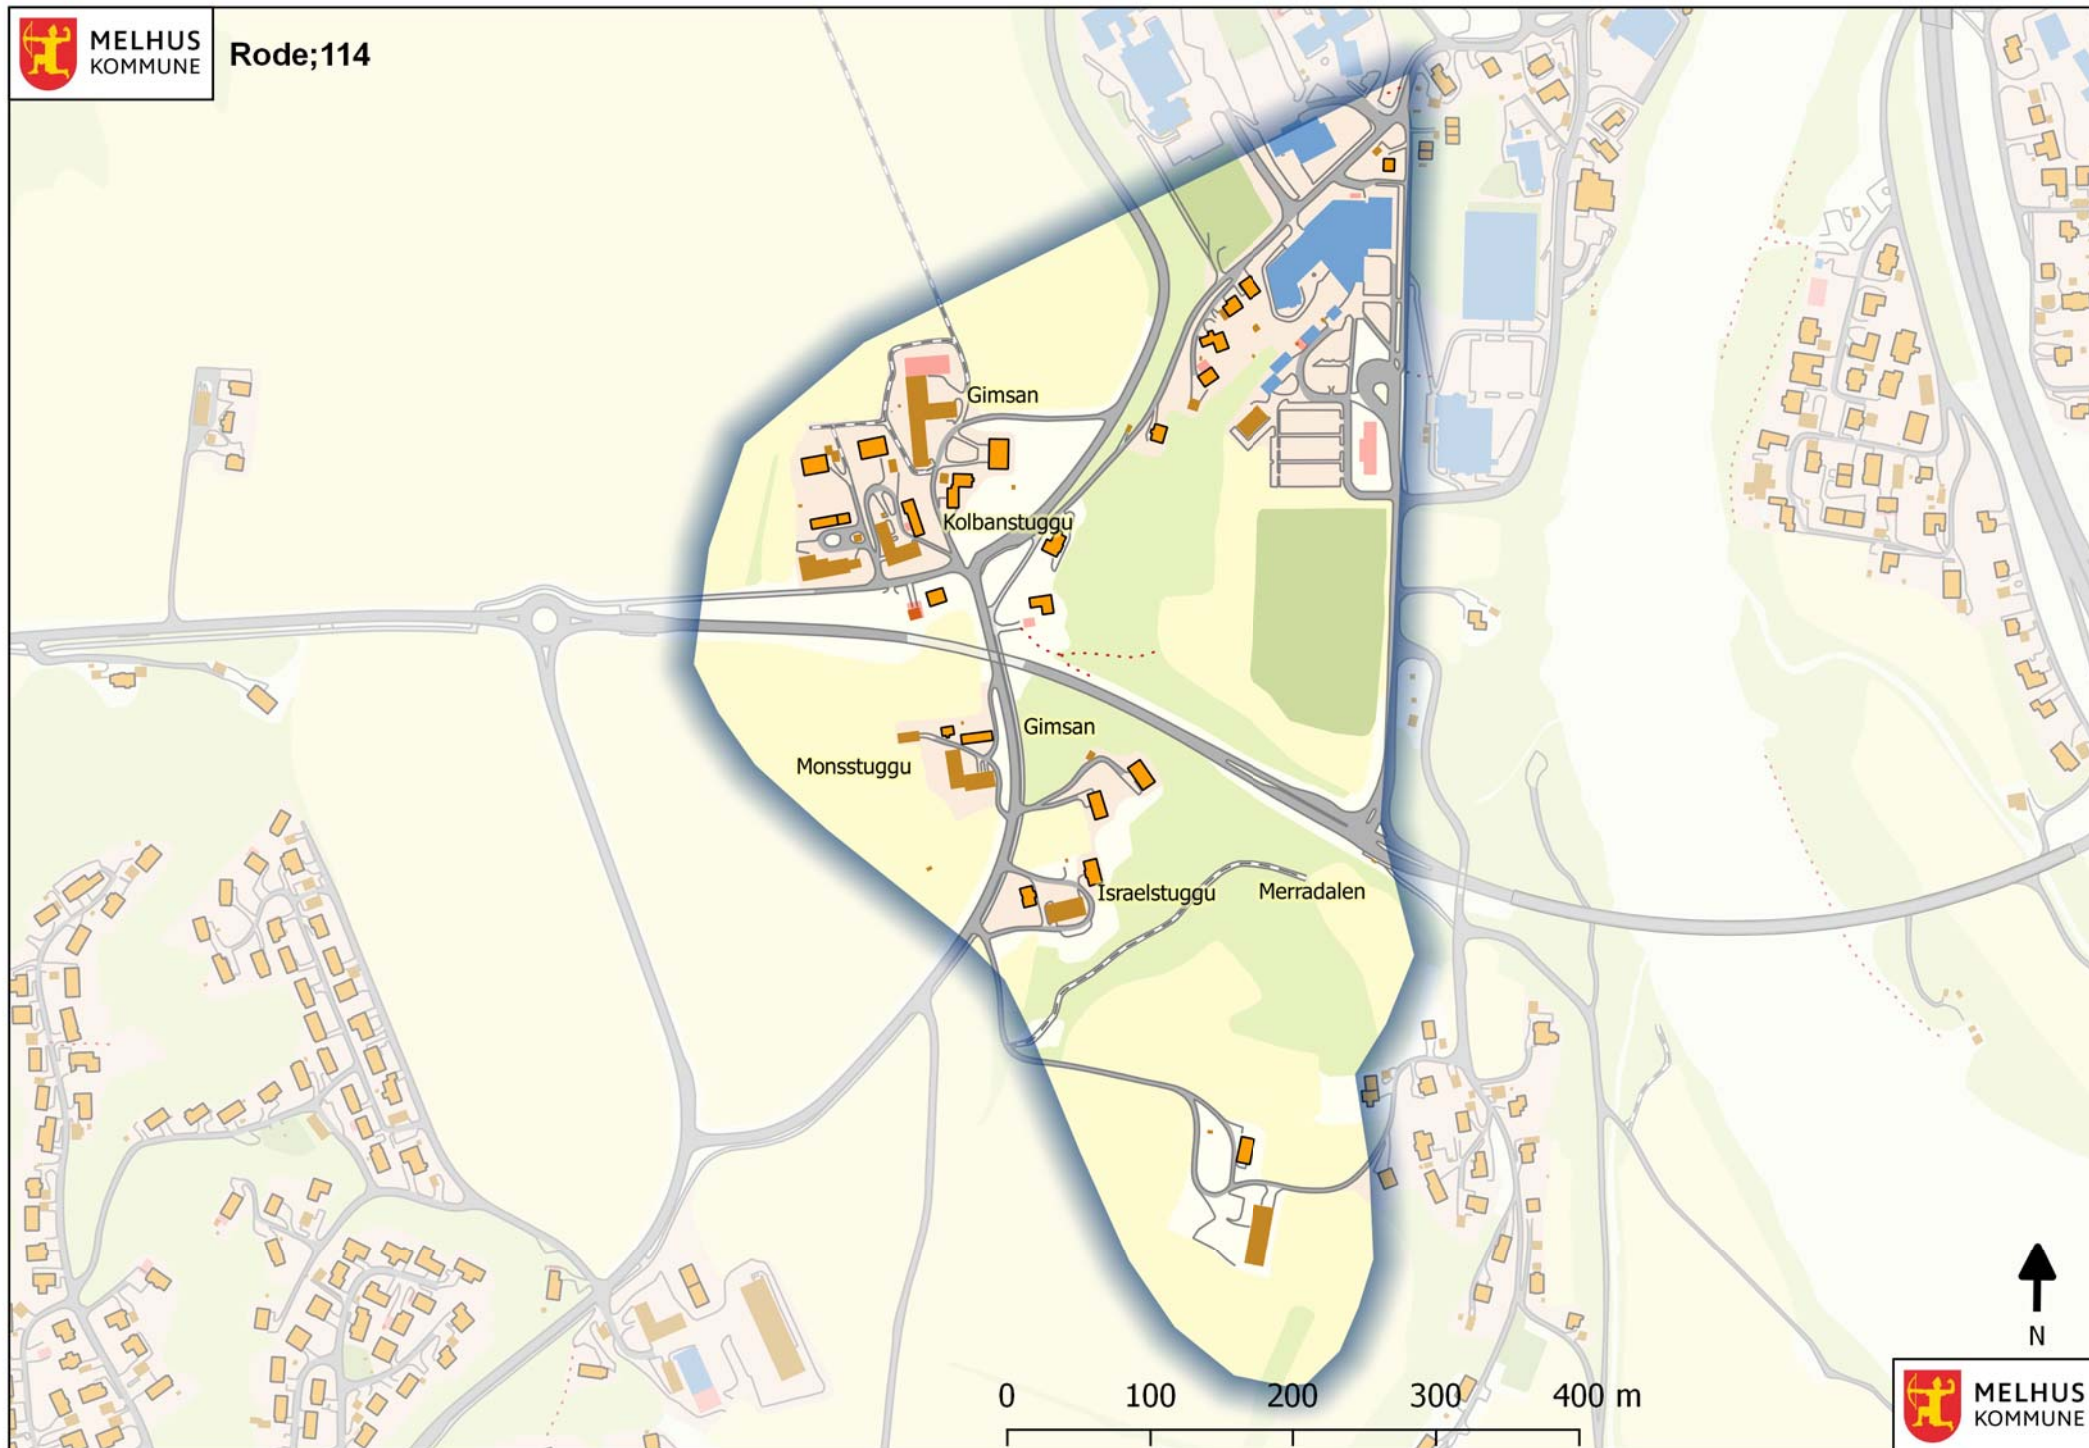 MELHUS
KOMMUNE
Rode;114
Gimsan
Kolbanstuggu
Gimsan
Monsstuggu
Israelstuggu
Merradalen
0 100 200 300 400 m
N
MELHUS
KOMMUNE